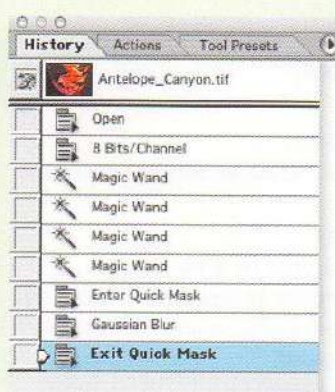 History Actions Tool Presets
Antelope_Canyon.tif
Open
8 Bits/Channel
Magic Wand
Magic Wand
Magic Wand
Magic Wand
Enter Quick Mask
Gaussian Blur
Exit Quick Mask